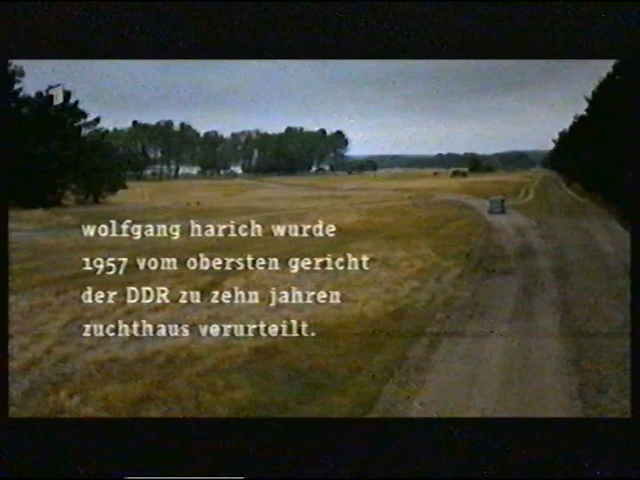 wolfgang harich wurde
1957 vom obersten gericht
der DDR zu zehn jahren
zuchthaus verurteilt.